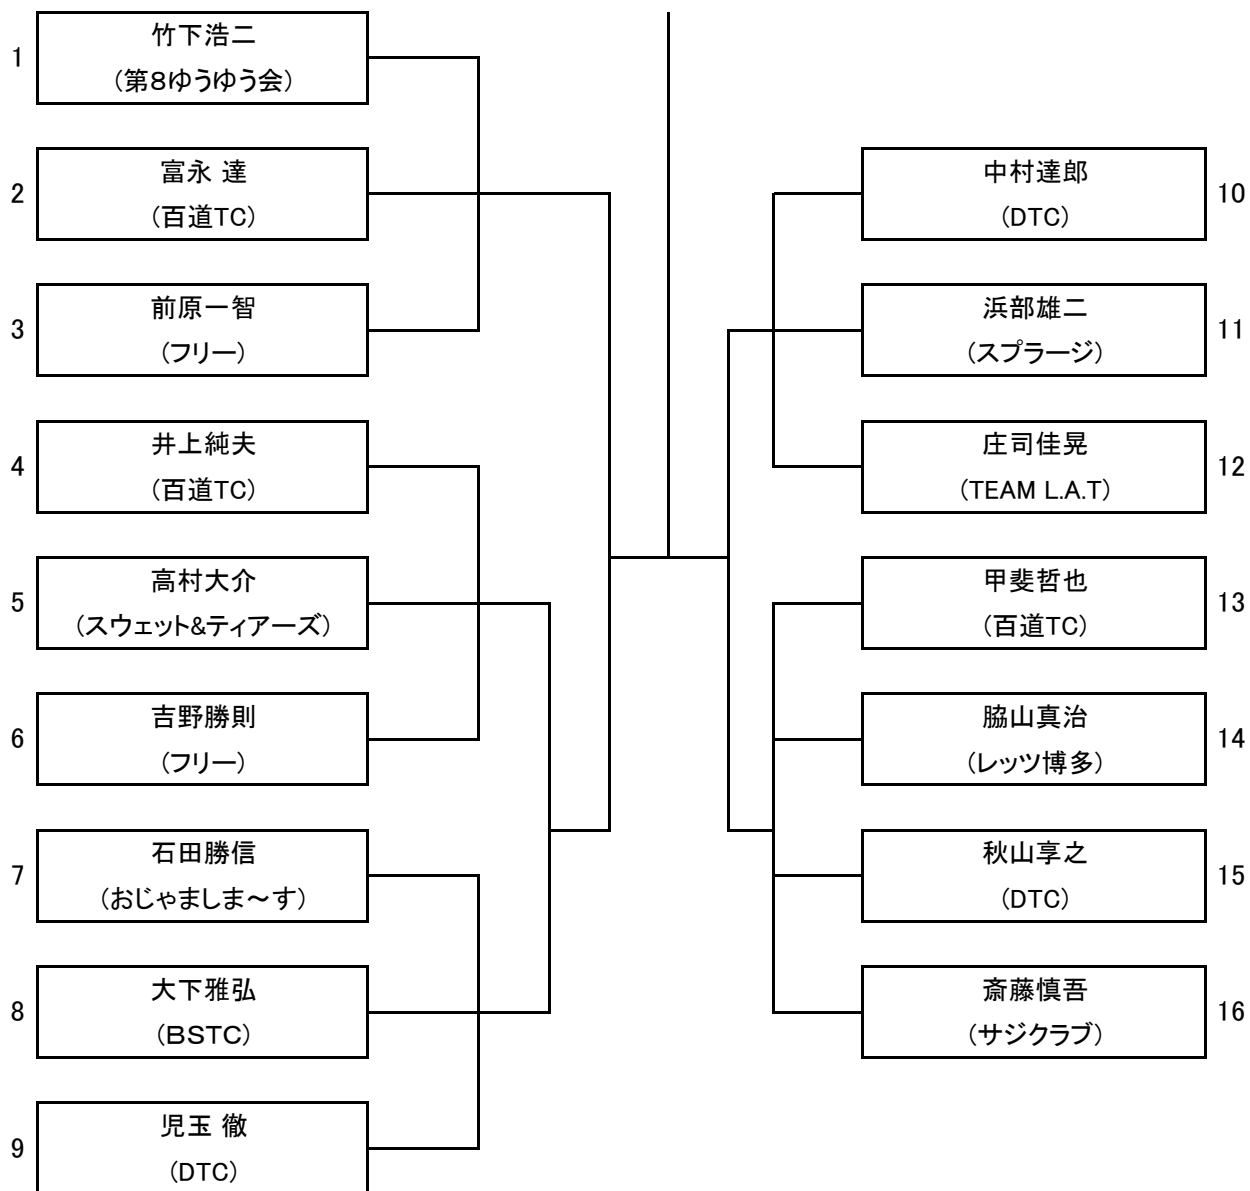 1
竹下浩二
(第8ゆうゆう会)
2
富永 達
(百道TC)
3
前原一智
(フリー)
4
井上純夫
(百道TC)
5
高村大介
(スウェット&ティアーズ)
6
吉野勝則
(フリー)
7
石田勝信
(おじゃましま～す)
8
大下雅弘
(BSTC)
9
児玉 徹
(DTC)
中村達郎
(DTC)
10
浜部雄二
(スプラージ)
11
庄司佳晃
(TEAM L.A.T)
12
甲斐哲也
(百道TC)
13
脇山真治
(レッツ博多)
14
秋山享之
(DTC)
15
斎藤慎吾
(サジクラブ)
16